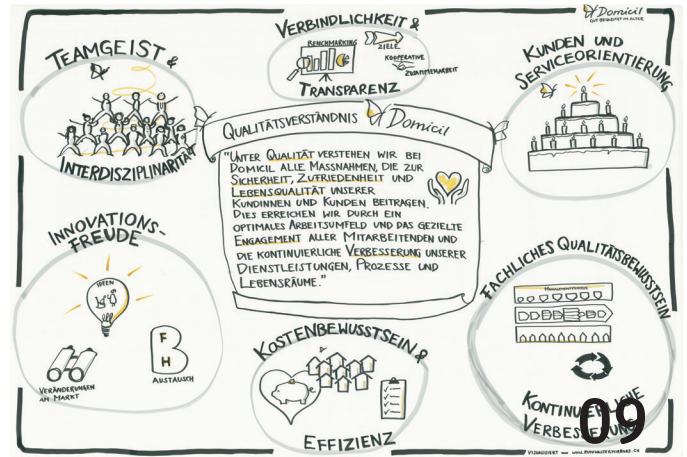 VERBINDLICHKEIT &
TRANSPARENZ
BENCHMARKING
ZIELE
KOOPERATIVE
ZUSAMMENARBEIT
Domicil
GUT BEGLEITET IM ALTER
TEAMGEIST &
INTERDISZIPLINARITÄT
KUNDEN UND
SERVICEORIENTIERUNG
QUALITÄTSVERSTÄNDNIS Domicil
"UNTER QUALITÄT VERSTEHEN WIR BEI
DOMICIL ALLE MASSNAHMEN, DIE ZUR
SICHERHEIT, ZUFRIEDENHEIT UND
LEBENSQUALITÄT UNSERER
KUNDINNEN UND KUNDEN BEITRAGEN.
DIES ERREICHEN WIR DURCH EIN
OPTIMALES ARBEITSUMFELD UND DAS GEZIELTE
ENGAGEMENT ALLER MITARBEITENDEN UND
DIE KONTINUIERLICHE VERBESSERUNG UNSERER
DIENSTLEISTUNGEN, PROZESSE UND
LEBENSRÄUME."
INNOVATIONS-
FREUDE
IDEEN
VERÄNDERUNGEN
AM MARKT
B
F
H
AUSTAUSCH
KOSTENBEWUSSTSEIN &
EFFIZIENZ
FACHLICHES QUALITÄTSBEWUSSTSEIN
KONTINUIERLICHE
VERBESSERUNG
09
VISUALISIERT